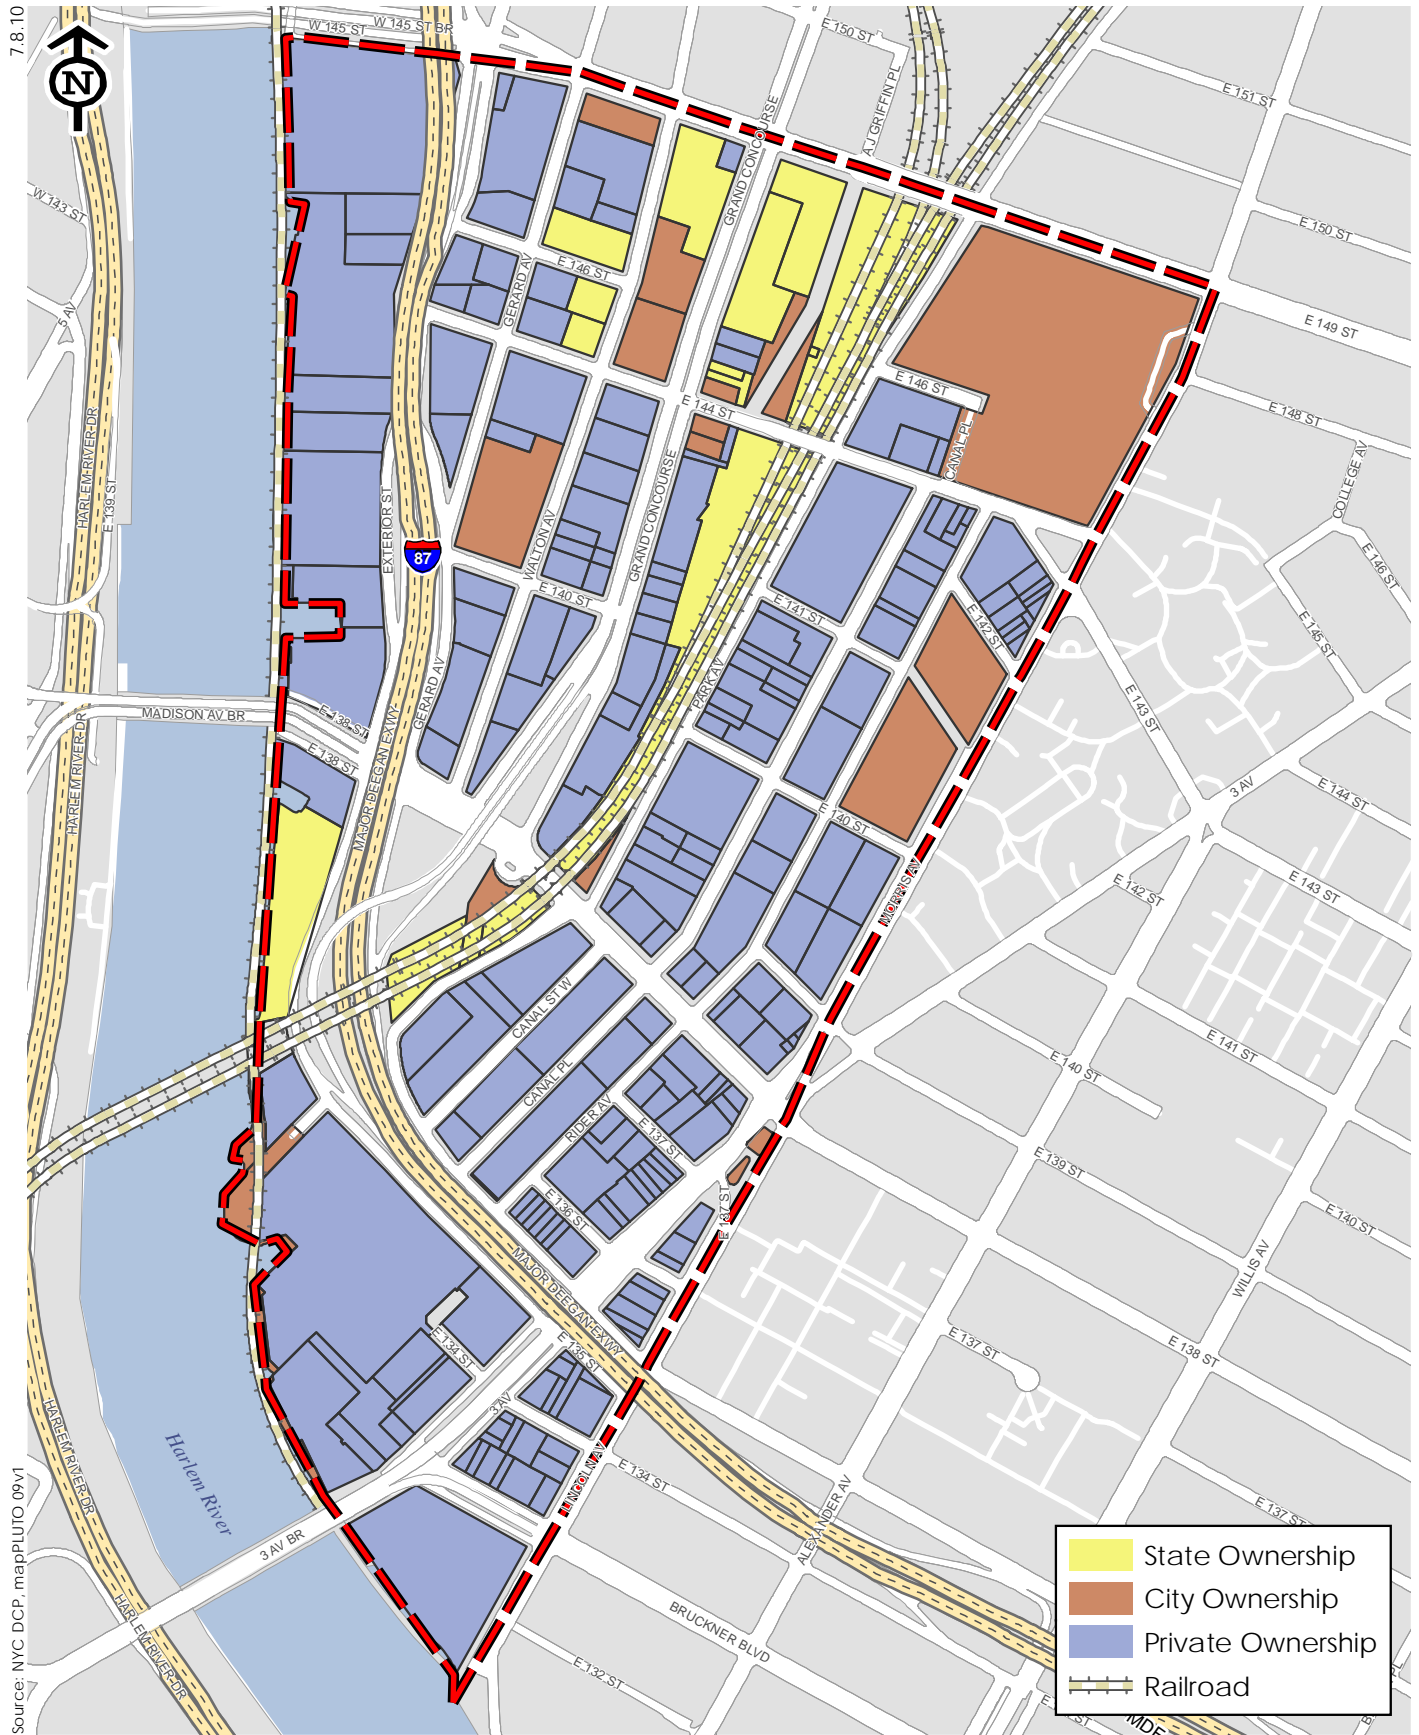 7.8.10
N
W 145 ST
W 145 ST BR
E 150 ST
A J GRIFFIN PL
E 151 ST
GRAND CONCOURSE
W 143 ST
E 150 ST
5 AV
GERARD AV
E 146 ST
E 149 ST
HARLEM RIVER DR
E 139 ST
E 144 ST
E 146 ST
E 148 ST
CANAL PL
COLLEGE AV
EXTERIOR ST
87
WALTON AV
GRAND CONCOURSE
E 140 ST
E 141 ST
E 142 ST
E 146 ST
E 145 ST
PARK AV
GERARD AV
MADISON AV BR
E 138 ST
E 138 ST
HARLEM RIVER DR
MAJOR DEEGAN EXWY
E 143 ST
3 AV
E 144 ST
E 140 ST
MORRIS AV
E 142 ST
E 143 ST
CANAL ST W
CANAL PL
RIDER AV
E 137 ST
E 141 ST
E 140 ST
E 139 ST
E 136 ST
E 137 ST
E 140 ST
WILLIS AV
MAJOR DEEGAN EXWY
E 134 ST
E 135 ST
3 AV
E 137 ST
E 138 ST
HARLEM RIVER DR
Harlem River
LINCOLN AV
E 134 ST
ALEXANDER AV
E 137 ST
3 AV BR
HARLEM RIVER DR
BRUCKNER BLVD
E 132 ST
State Ownership
City Ownership
Private Ownership
Railroad
Source: NYC DCP, mapPLUTO 09v1